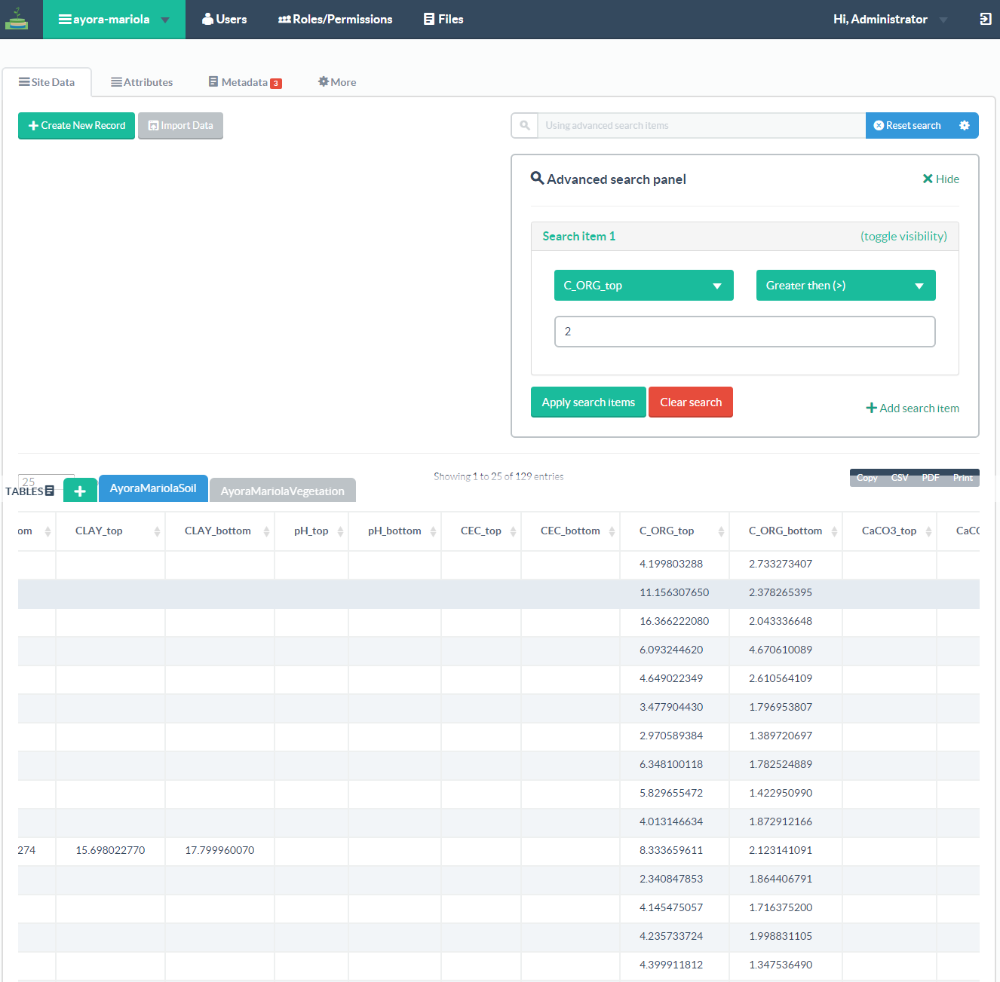 ayora-mariola Users Roles/Permissions Files Hi, Administrator
Site Data Attributes Metadata 3 More
Create New Record Import Data Using advanced search items Reset search
Advanced search panel Hide
Search item 1 (toggle visibility)
C_ORG_top Greater then (>)
2
Apply search items Clear search Add search item
25 Showing 1 to 25 of 129 entries Copy CSV PDF Print
TABLES AyoraMariolaSoil AyoraMariolaVegetation
om CLAY_top CLAY_bottom pH_top pH_bottom CEC_top CEC_bottom C_ORG_top C_ORG_bottom CaCO3_top CaCO
4.199803288 2.733273407
11.156307650 2.378265395
16.366222080 2.043336648
6.093244620 4.670610089
4.649022349 2.610564109
3.477904430 1.796953807
2.970589384 1.389720697
6.348100118 1.782524889
5.829655472 1.422950990
4.013146634 1.872912166
274 15.698022770 17.799960070 8.333659611 2.123141091
2.340847853 1.864406791
4.145475057 1.716375200
4.235733724 1.998831105
4.399911812 1.347536490